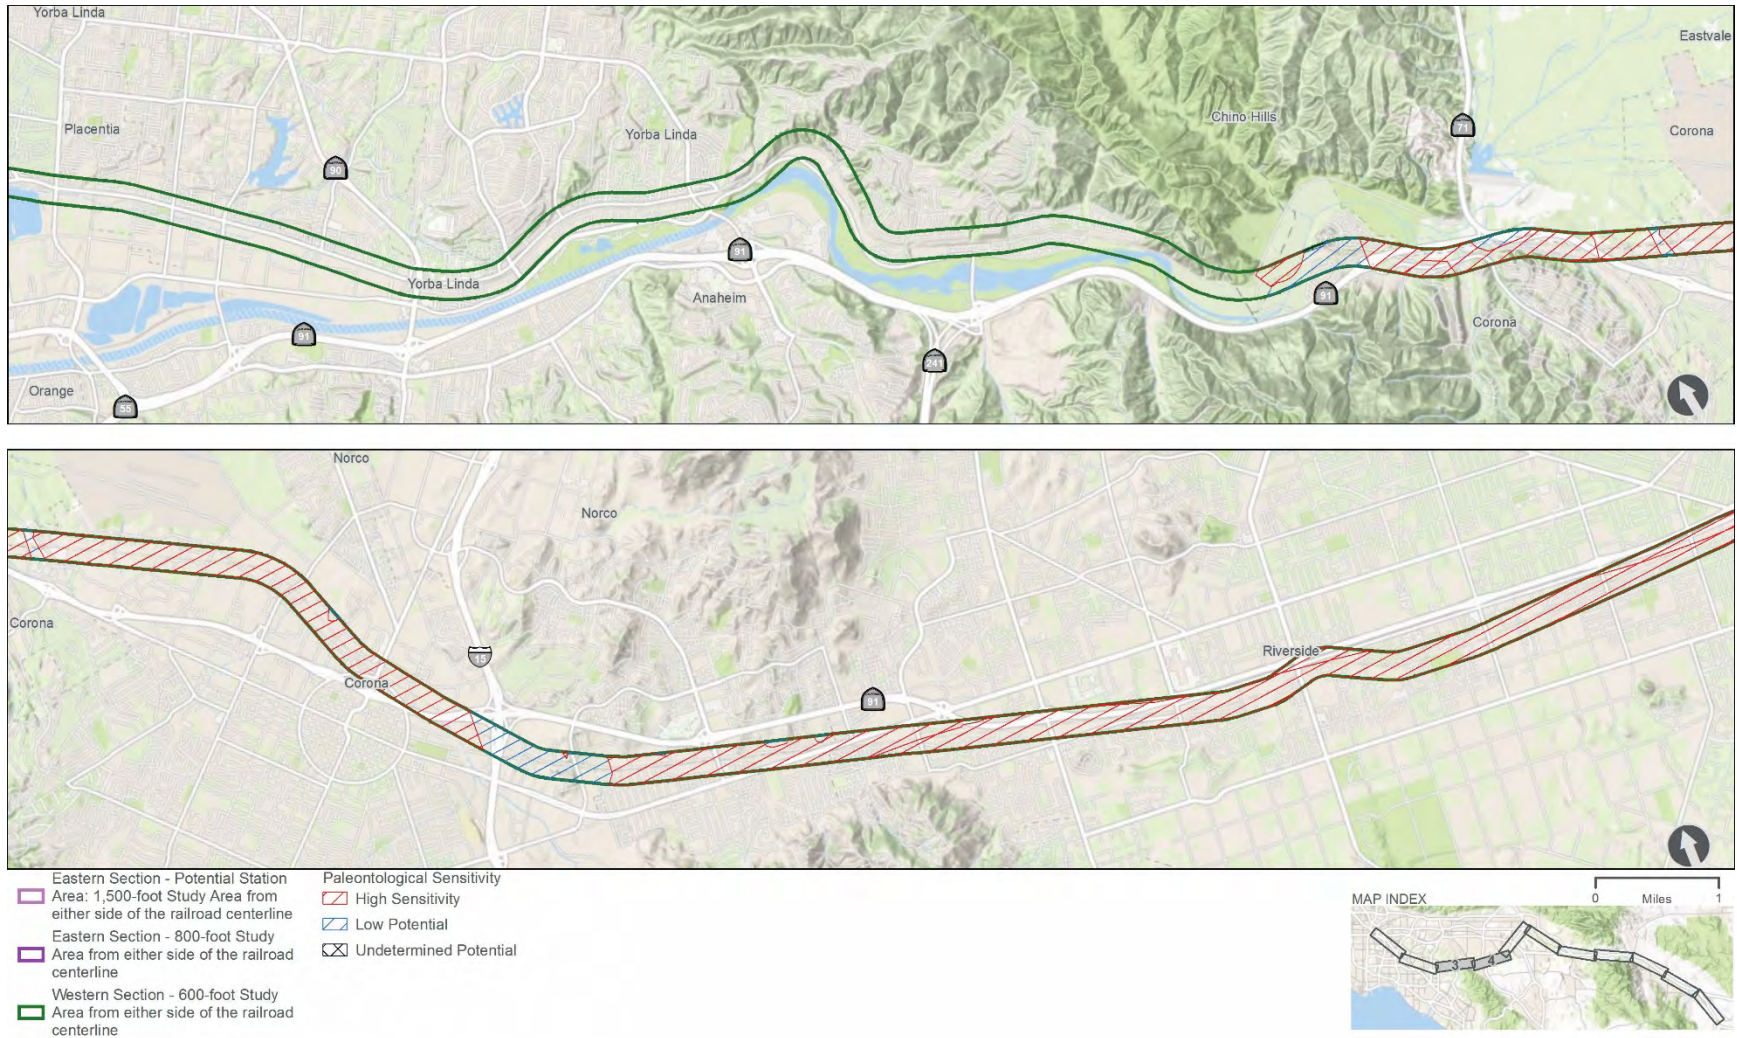 Yorba Linda
Eastvale
Placentia
Yorba Linda
Chino Hills
71
Corona
90
91
Yorba Linda
Anaheim
91
91
Corona
241
Orange
55
Norco
Norco
Corona
15
Riverside
Corona
91
Eastern Section - Potential Station
Area: 1,500-foot Study Area from
either side of the railroad centerline
Eastern Section - 800-foot Study
Area from either side of the railroad
centerline
Western Section - 600-foot Study
Area from either side of the railroad
centerline
Paleontological Sensitivity
High Sensitivity
Low Potential
Undetermined Potential
MAP INDEX
0 Miles 1
3 4